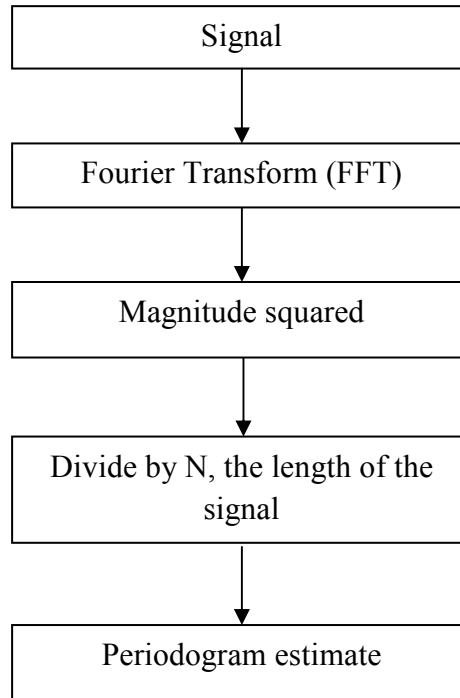 Signal
Fourier Transform (FFT)
Magnitude squared
Divide by N, the length of the
signal
Periodogram estimate